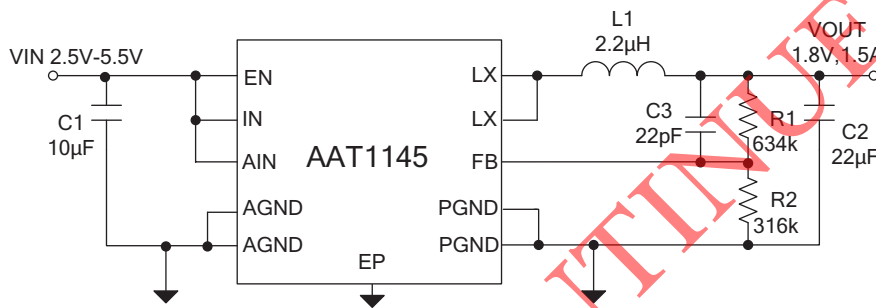 L1
2.2µH
VIN 2.5V-5.5V
VOUT
1.8V,1.5A
EN
LX
C1
10µF
IN
LX
C3
22pF
R1
634k
C2
22µF
AIN
AAT1145
FB
AGND
PGND
R2
316k
AGND
PGND
EP